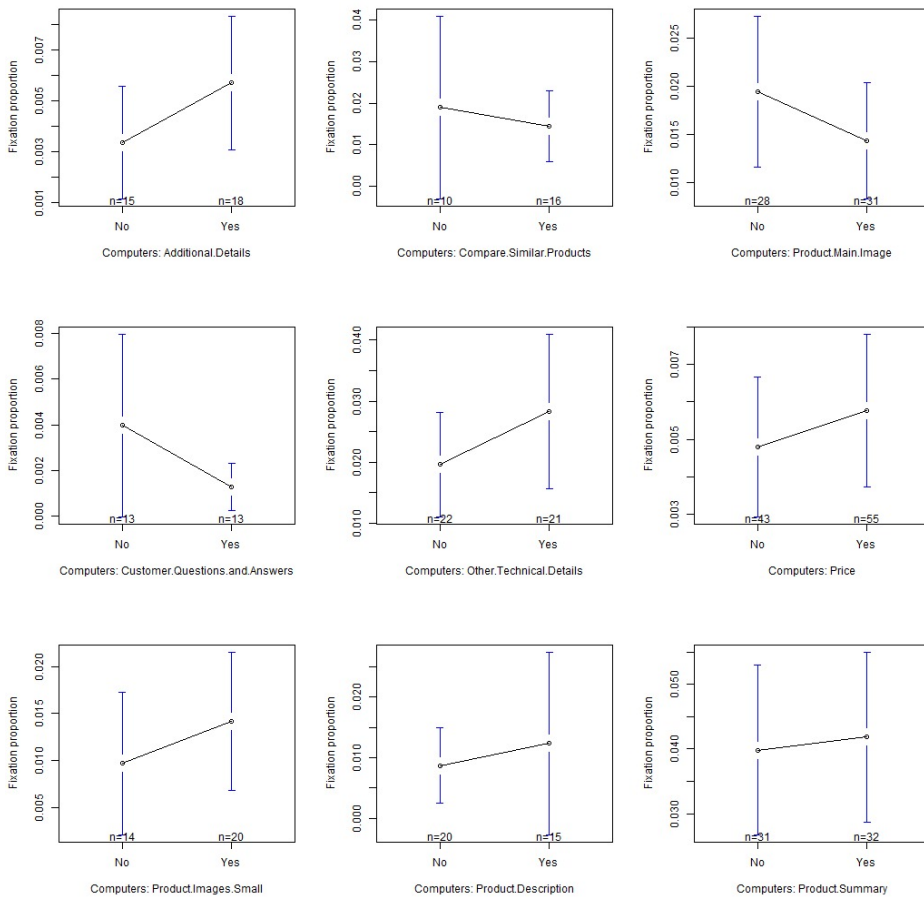 Fixation proportion
0.001 0.003 0.005 0.007
n=15 n=18
No Yes
Computers: Additional.Details
Fixation proportion
0.00 0.01 0.02 0.03 0.04
n=10 n=16
No Yes
Computers: Compare.Similar.Products
Fixation proportion
0.010 0.015 0.020 0.025
n=28 n=31
No Yes
Computers: Product.Main.Image
Fixation proportion
0.000 0.002 0.004 0.006 0.008
n=13 n=13
No Yes
Computers: Customer.Questions.and.Answers
Fixation proportion
0.010 0.020 0.030 0.040
n=22 n=21
No Yes
Computers: Other.Technical.Details
Fixation proportion
0.003 0.005 0.007
n=43 n=55
No Yes
Computers: Price
Fixation proportion
0.005 0.010 0.015 0.020
n=14 n=20
No Yes
Computers: Product.Images.Small
Fixation proportion
0.000 0.010 0.020
n=20 n=15
No Yes
Computers: Product.Description
Fixation proportion
0.030 0.040 0.050
n=31 n=32
No Yes
Computers: Product.Summary